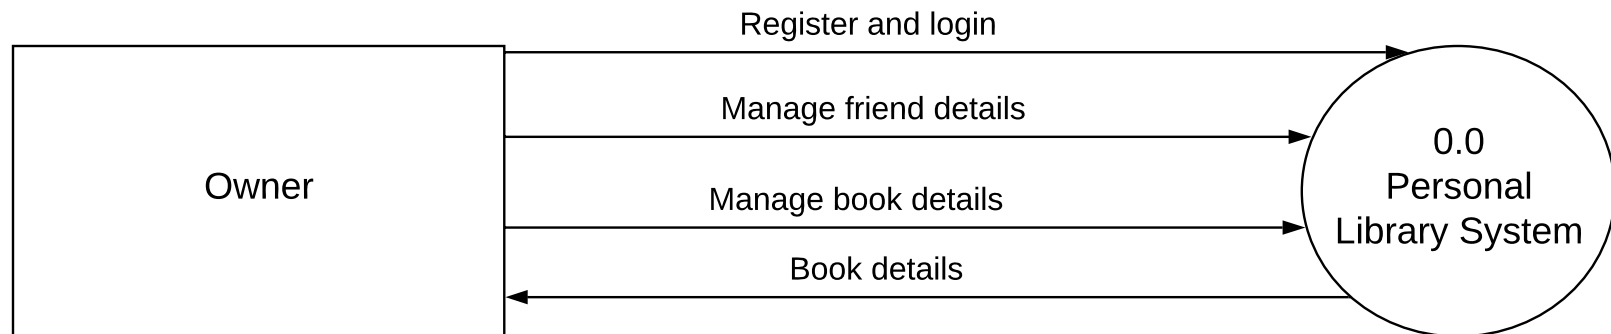 Register and login
Manage friend details
Owner
Manage book details
Book details
0.0
Personal
Library System